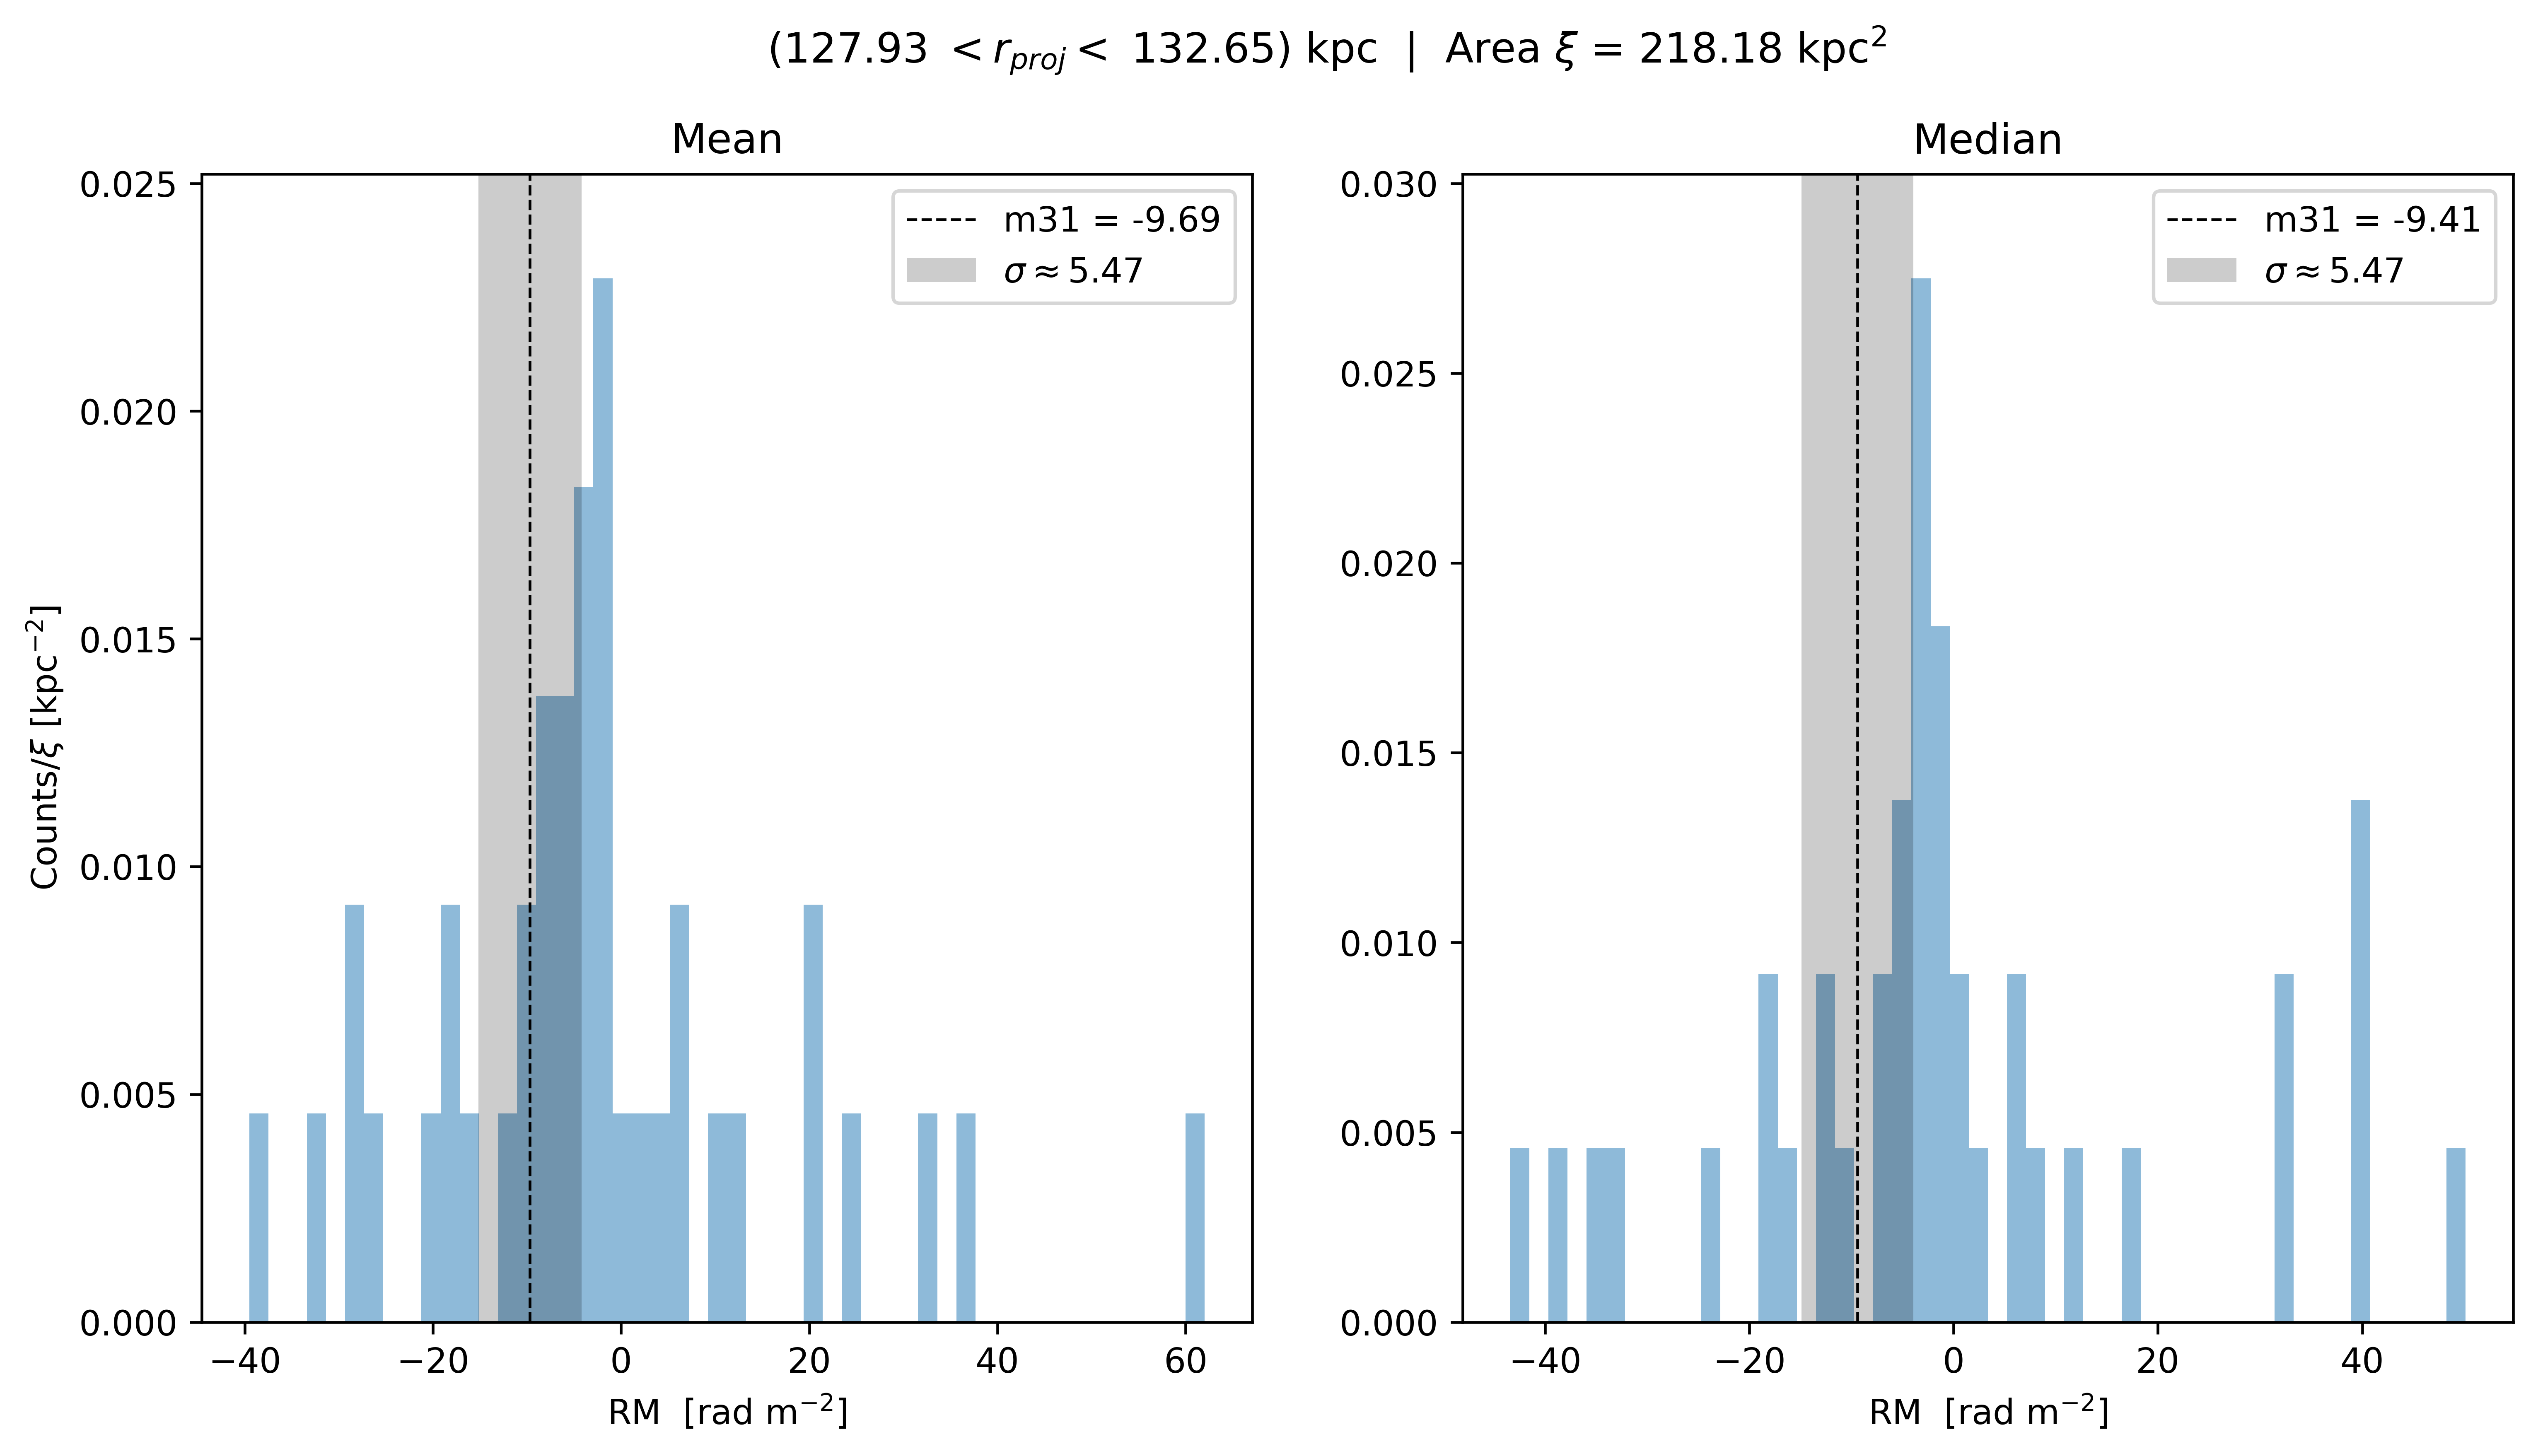 (127.93 < r_proj < 132.65) kpc | Area ξ = 218.18 kpc²
Mean
0.025
0.020
0.015
0.010
0.005
0.000
Counts/ξ [kpc⁻²]
m31 = -9.69
σ ≈ 5.47
−40 −20 0 20 40 60
RM [rad m⁻²]
Median
0.030
0.025
0.020
0.015
0.010
0.005
0.000
m31 = -9.41
σ ≈ 5.47
−40 −20 0 20 40
RM [rad m⁻²]